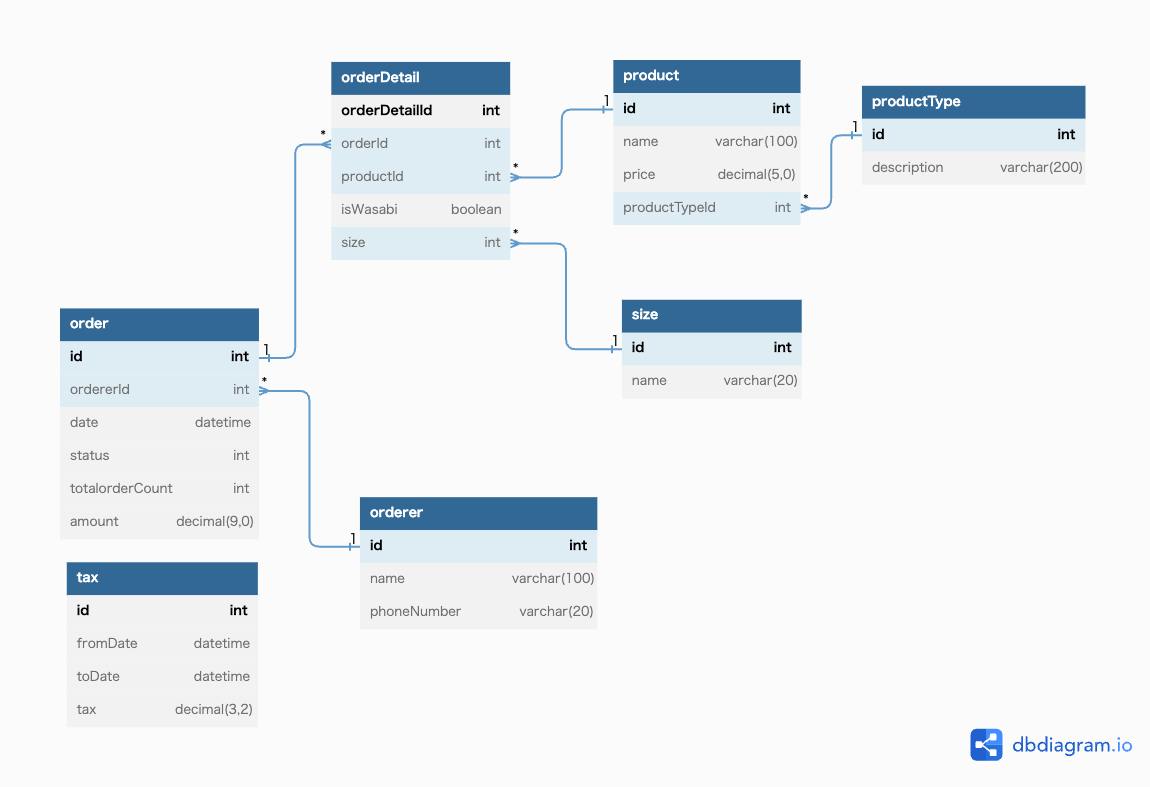 orderDetail
orderDetailId int
orderId int
productId int
isWasabi boolean
size int
product
id int
name varchar(100)
price decimal(5,0)
productTypeId int
productType
id int
description varchar(200)
order
id int
ordererId int
date datetime
status int
totalorderCount int
amount decimal(9,0)
size
id int
name varchar(20)
orderer
id int
name varchar(100)
phoneNumber varchar(20)
tax
id int
fromDate datetime
toDate datetime
tax decimal(3,2)
*
1
*
1
*
1
*
1
*
1
dbdiagram.io